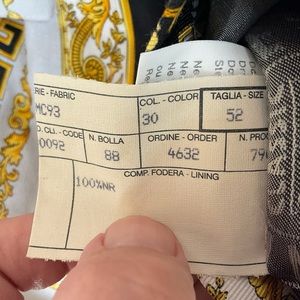 RIE - FABRIC COL. - COLOR TAGLIA - SIZE
MC93 30 52
D. CLI. - CODE N. BOLLA ORDINE - ORDER N. PRO
0092 88 4632 79
COMP. FODERA - LINING
100%NR